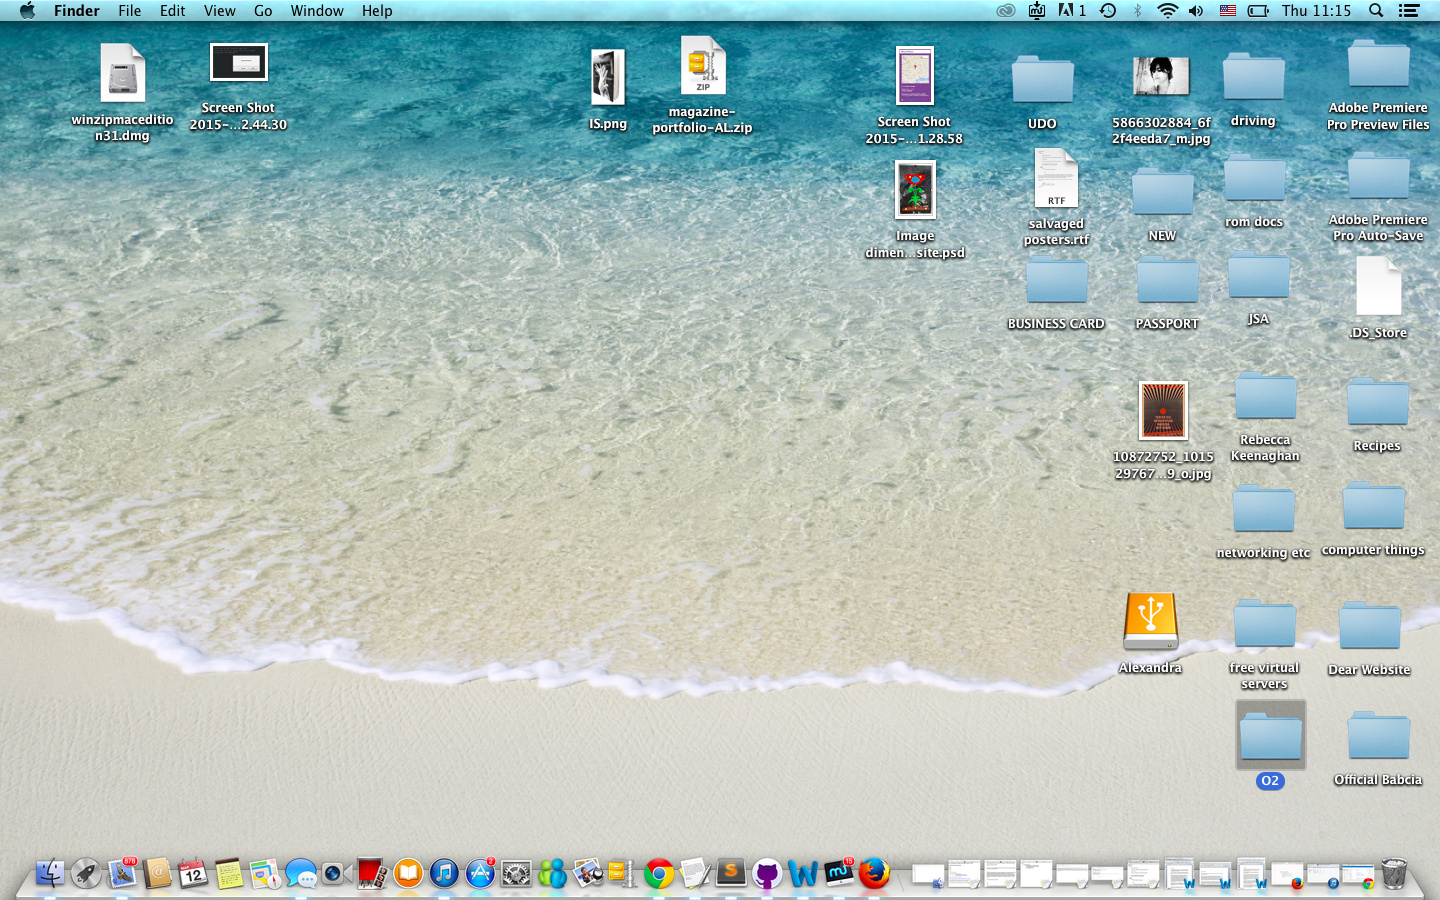 Finder File Edit View Go Window Help
1 Thu 11:15
winzipmaceditio
n31.dmg
Screen Shot
2015-...2.44.30
IS.png
ZIP
magazine-
portfolio-AL.zip
Screen Shot
2015-...1.28.58
UDO
5866302884_6f
2f4eeda7_m.jpg
driving
Adobe Premiere
Pro Preview Files
Image
dimen...site.psd
RTF
salvaged
posters.rtf
NEW
rom docs
Adobe Premiere
Pro Auto-Save
BUSINESS CARD
PASSPORT
JSA
.DS_Store
10872752_1015
29767...9_o.jpg
Rebecca
Keenaghan
Recipes
networking etc
computer things
Alexandra
free virtual
servers
Dear Website
O2
Official Babcia
878
12
2
15